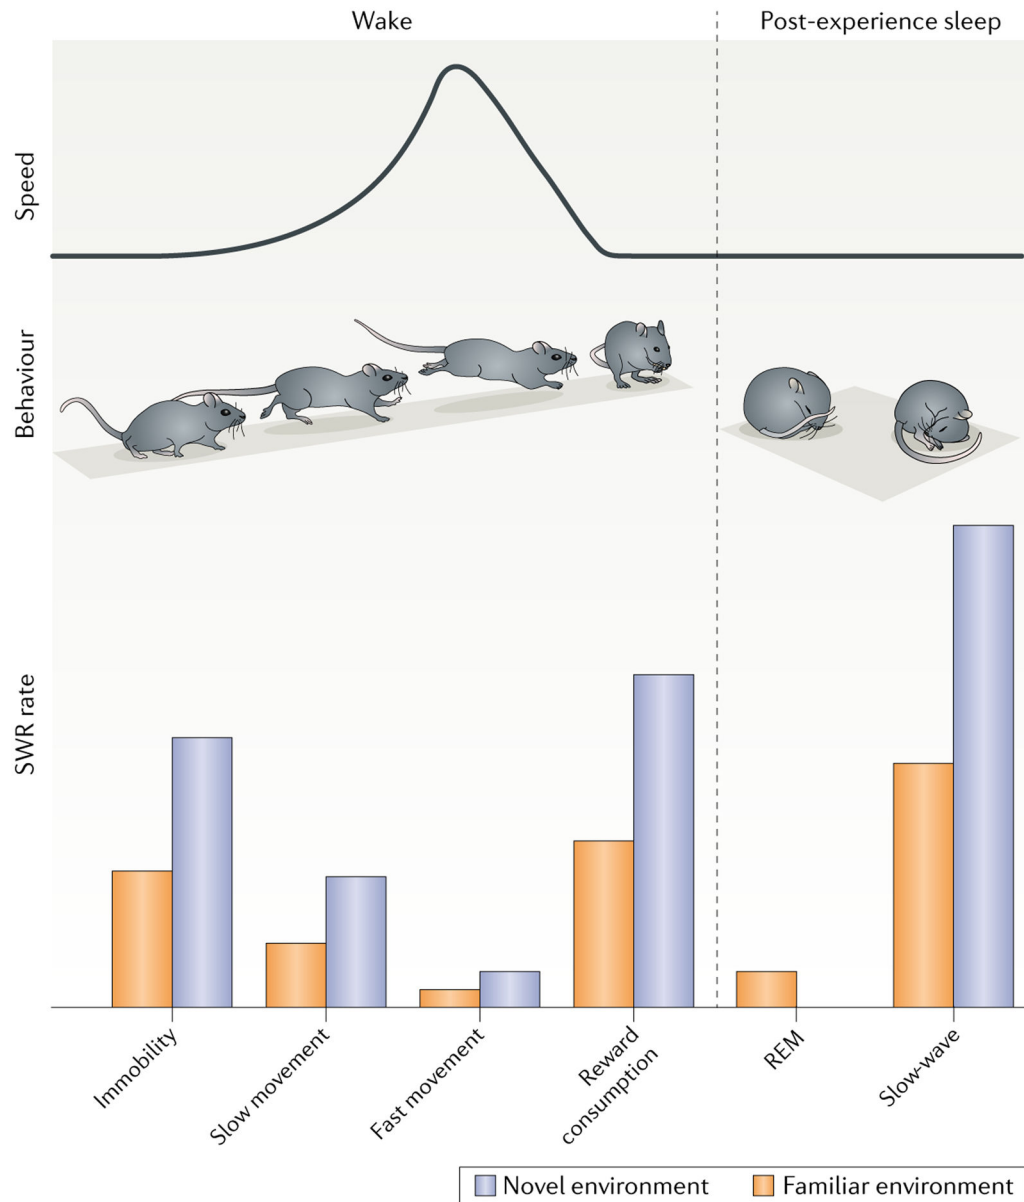 Wake
Post-experience sleep
Speed
Behaviour
SWR rate
Immobility
Slow movement
Fast movement
Reward
consumption
REM
Slow-wave
Novel environment
Familiar environment